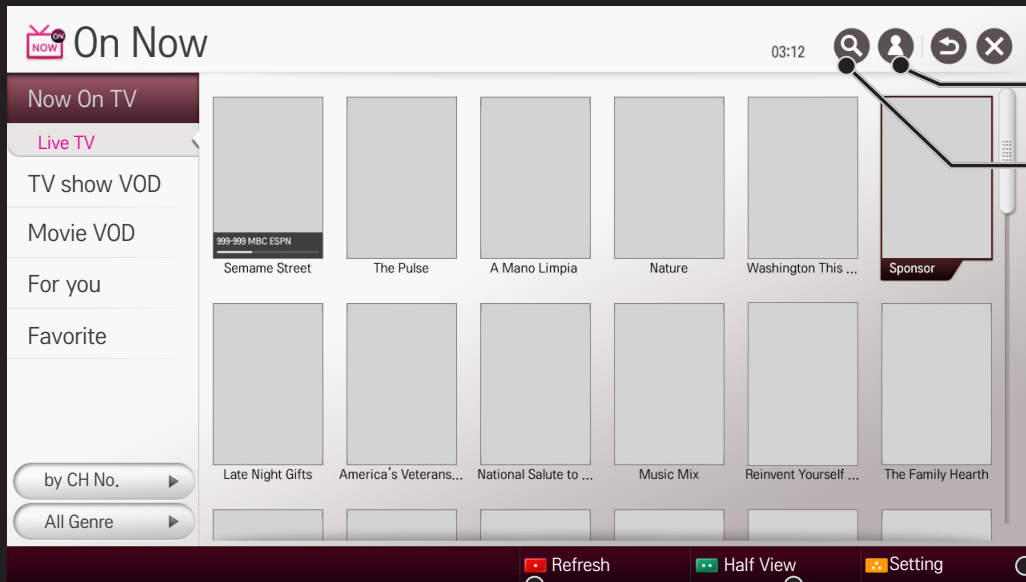 NOW ON On Now
03:12
Now On TV
Live TV
TV show VOD
Movie VOD
For you
Favorite
by CH No.
All Genre
999-999 MBC ESPN
Semame Street
The Pulse
A Mano Limpia
Nature
Washington This ...
Sponsor
Late Night Gifts
America's Veterans...
National Salute to ...
Music Mix
Reinvent Yourself ...
The Family Hearth
Refresh
Half View
Setting